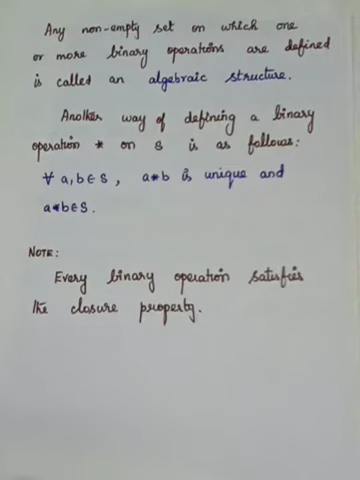 Any non-empty set on which one
or more binary operations are defined
is called an algebraic structure.
Another way of defining a binary
operation * on S is as follows:
∀ a, b ∈ S, a*b is unique and
a*b ∈ S.
NOTE:
Every binary operation satisfies
the closure property.